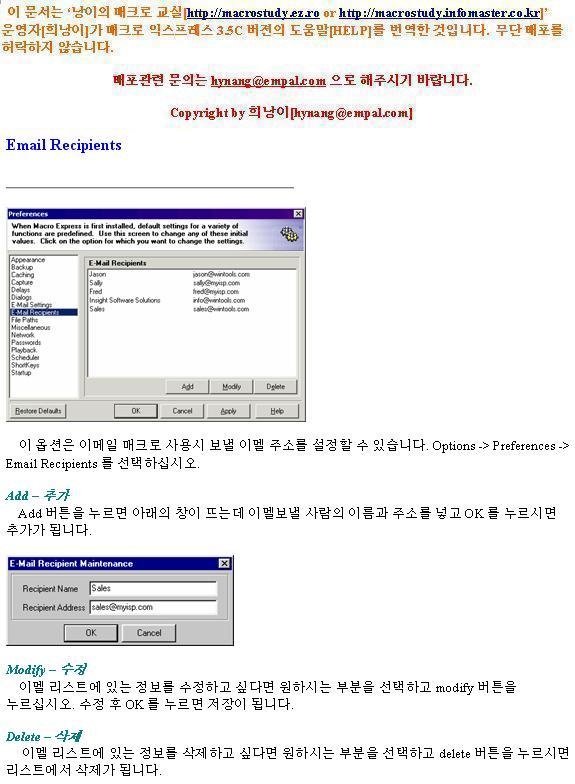 이 문서는 ‘낭이의 매크로 교실[http://macrostudy.ez.ro or http://macrostudy.infomaster.co.kr]’
운영자[희낭이]가 매크로 익스프레스 3.5C 버젼의 도움말[HELP]를 번역한 것입니다. 무단 배포를
허락하지 않습니다.
배포관련 문의는 hynang@empal.com 으로 해주시기 바랍니다.
Copyright by 희낭이[hynang@empal.com]
Email Recipients
Preferences
When Macro Express is first installed, default settings for a variety of
functions are predefined. Use this screen to change any of these initial
values. Click on the option for which you want to change the settings.
Appearance
Backup
Caching
Capture
Delays
Dialogs
E-Mail Settings
E-Mail Recipients
File Paths
Miscellaneous
Network
Passwords
Playback
Scheduler
ShortKeys
Startup
E-Mail Recipients
Jason jason@wintools.com
Sally sally@myisp.com
Fred fred@myisp.com
Insight Software Solutions info@wintools.com
Sales sales@wintools.com
Add Modify Delete
Restore Defaults OK Cancel Apply Help
이 옵션은 이메일 매크로 사용시 보낼 이멜 주소를 설정할 수 있습니다. Options -> Preferences ->
Email Recipients 를 선택하십시오.
Add – 추가
Add 버튼을 누르면 아래의 창이 뜨는데 이멜보낼 사람의 이름과 주소를 넣고 OK 를 누르시면
추가가 됩니다.
E-Mail Recipient Maintenance
Recipient Name Sales
Recipient Address sales@myisp.com
OK Cancel
Modify – 수정
이멜 리스트에 있는 정보를 수정하고 싶다면 원하시는 부분을 선택하고 modify 버튼을
누르십시오. 수정 후 OK 를 누르면 저장이 됩니다.
Delete – 삭제
이멜 리스트에 있는 정보를 삭제하고 싶다면 원하시는 부분을 선택하고 delete 버튼을 누르시면
리스트에서 삭제가 됩니다.